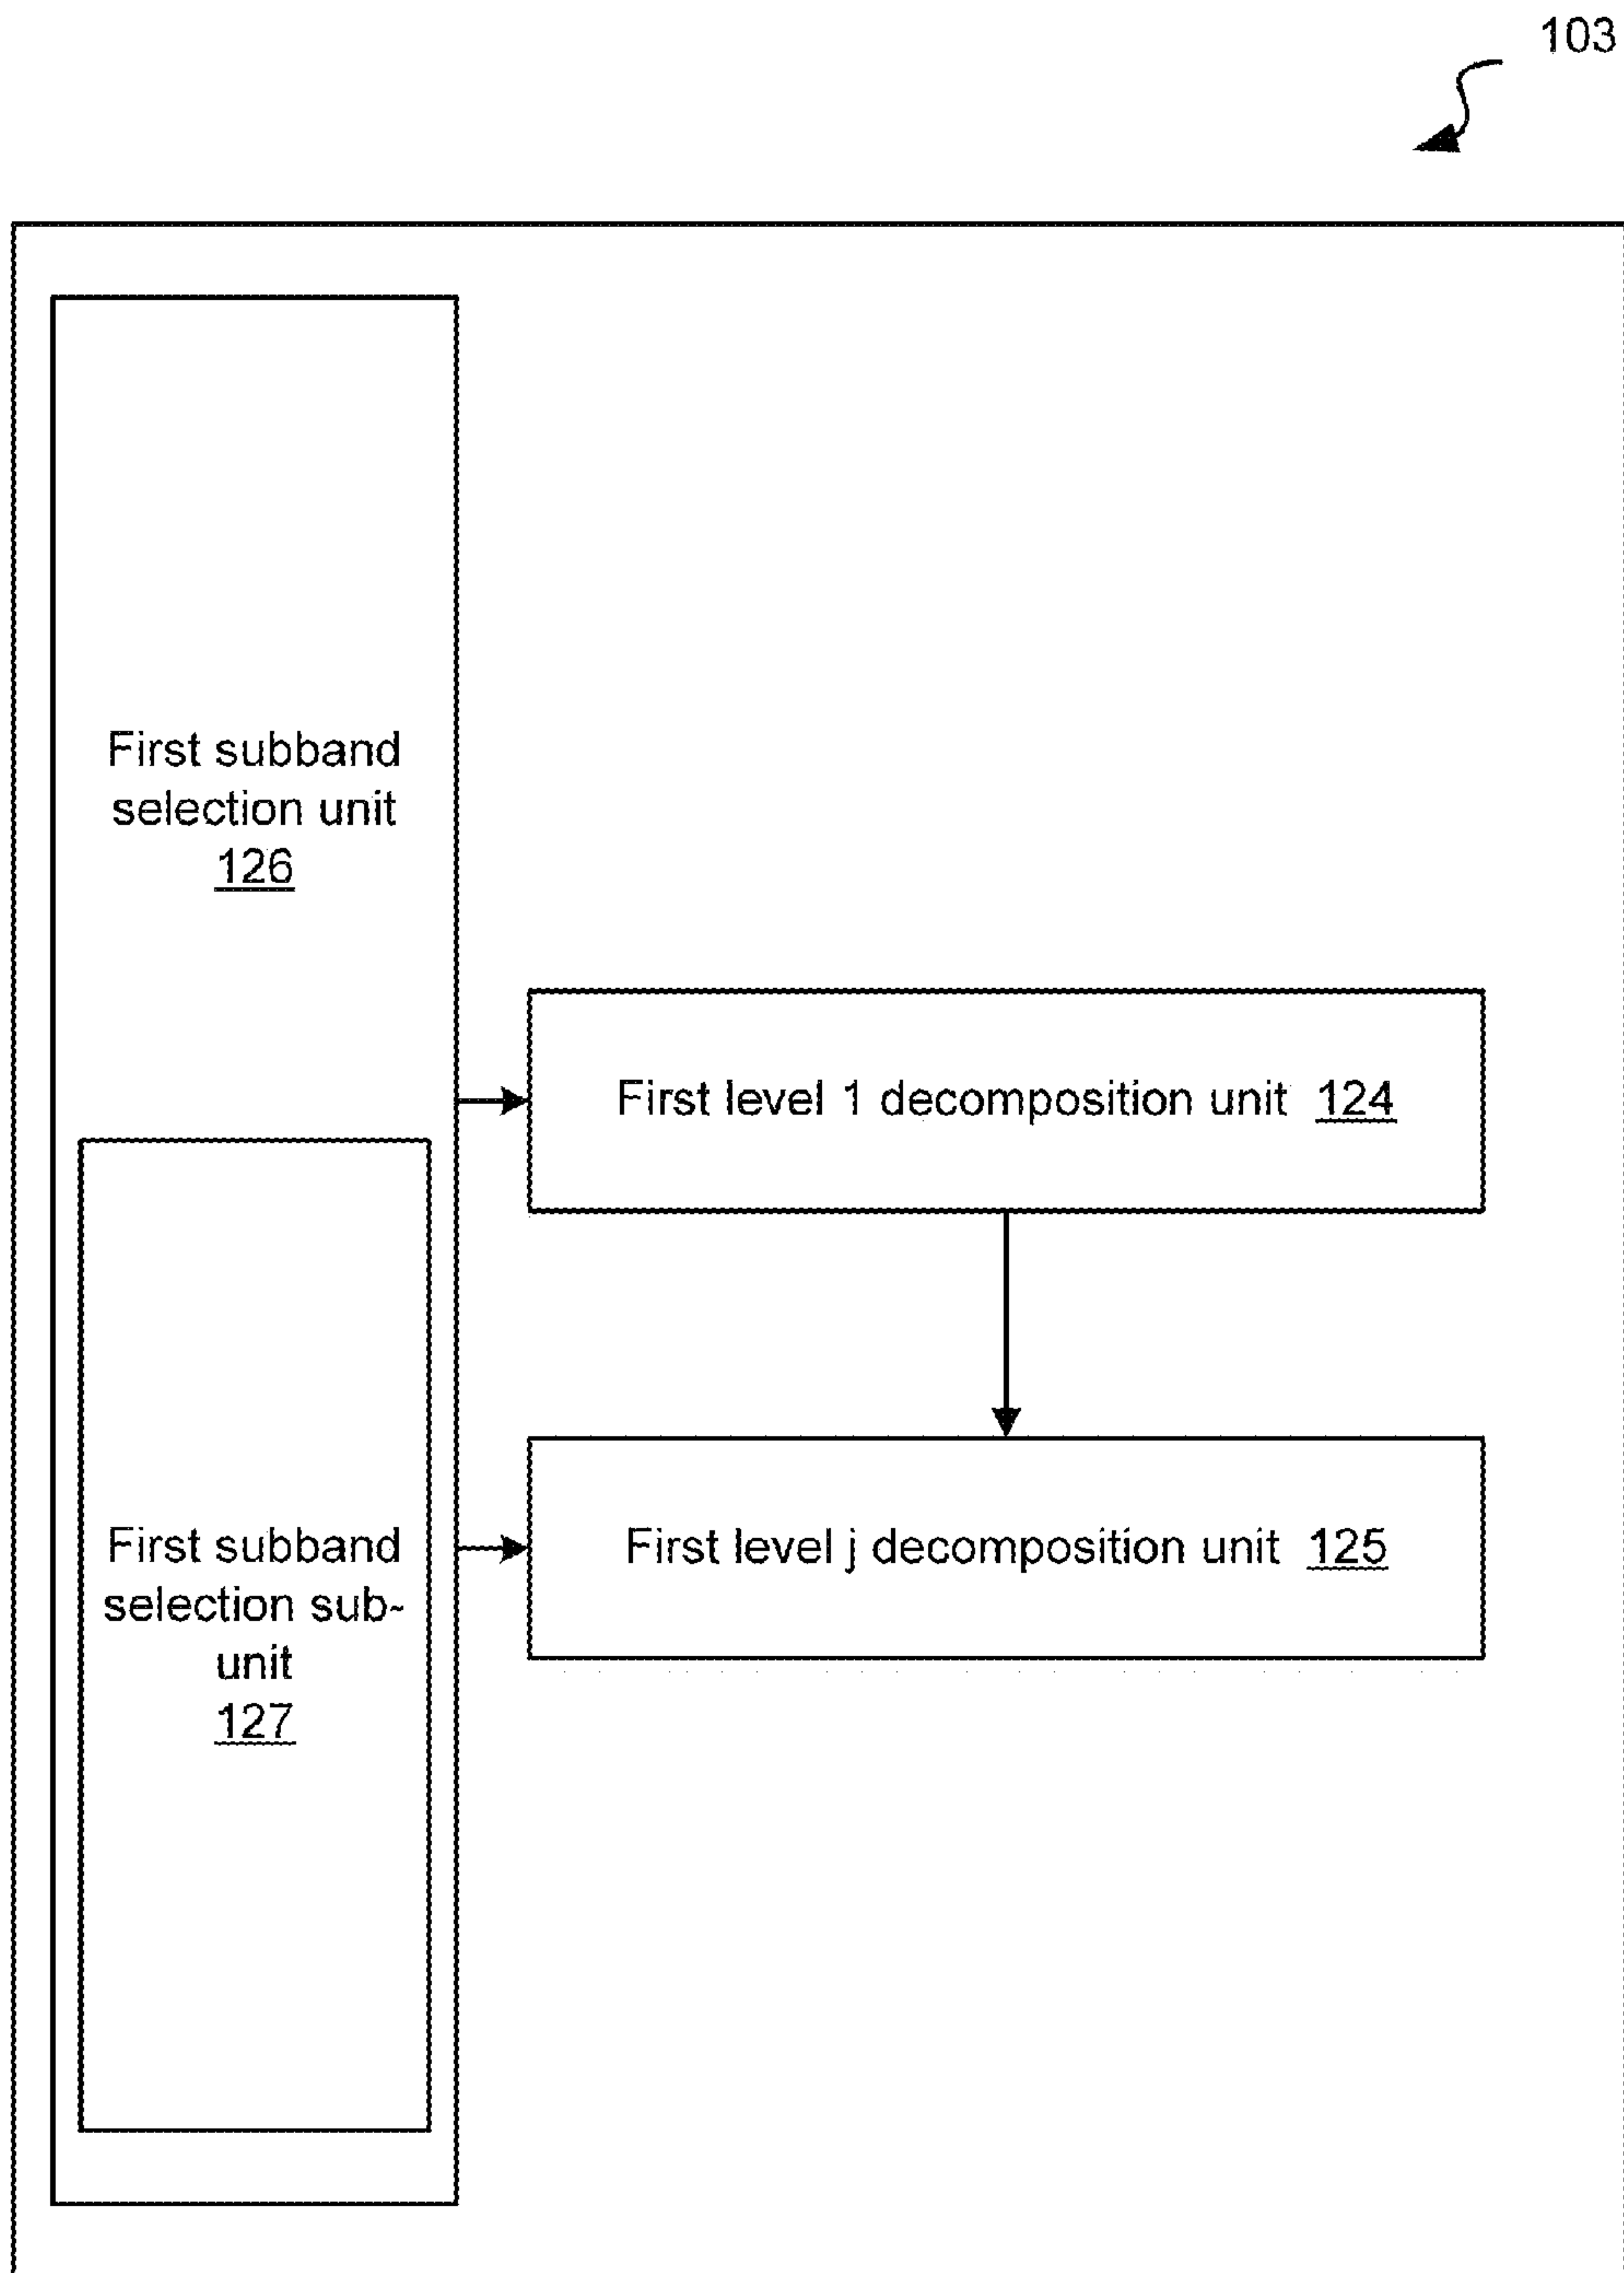 103
First subband
selection unit
126
First level 1 decomposition unit 124
First subband
selection sub-
unit
127
First level j decomposition unit 125